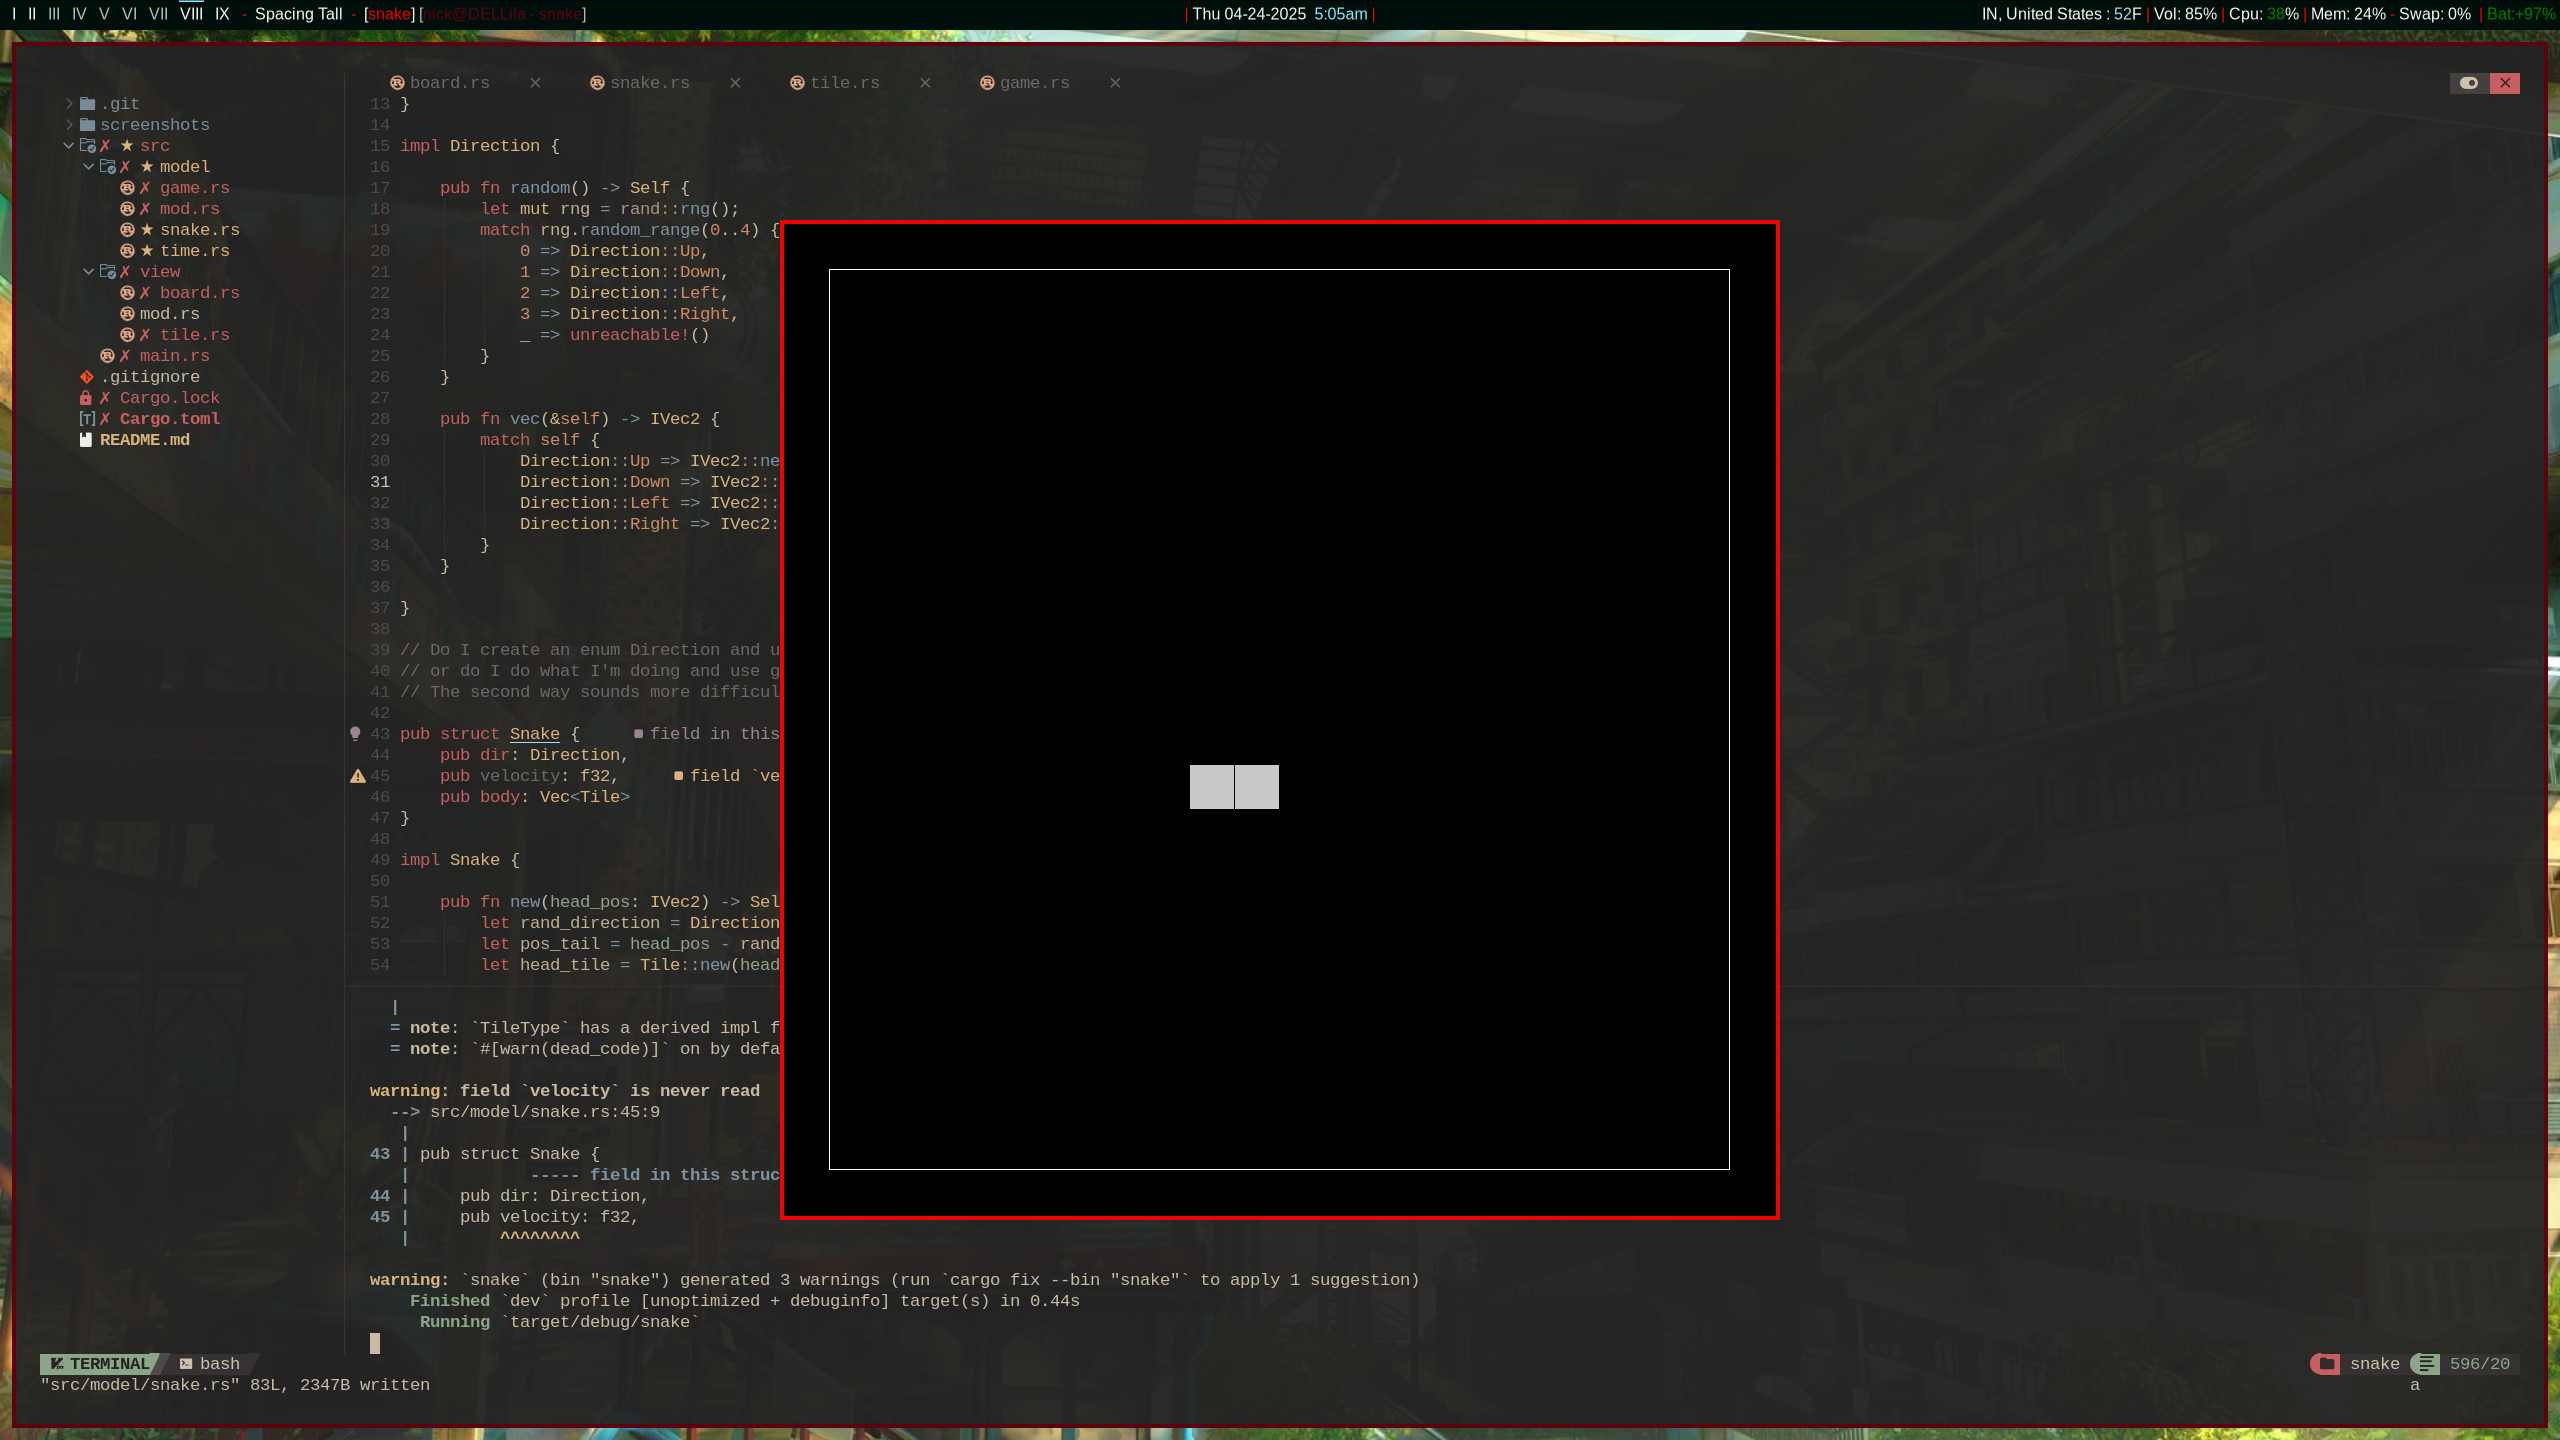 I II III IV V VI VII VIII IX - Spacing Tall - [snake] [nick@DELLila - snake] | Thu 04-24-2025 5:05am | IN, United States : 52F | Vol: 85% | Cpu: 38% | Mem: 24% - Swap: 0% | Bat:+97%
board.rs × snake.rs × tile.rs × game.rs ×
.git
screenshots
✗ ★ src
✗ ★ model
✗ game.rs
✗ mod.rs
★ snake.rs
★ time.rs
✗ view
✗ board.rs
mod.rs
✗ tile.rs
✗ main.rs
.gitignore
✗ Cargo.lock
[T] ✗ Cargo.toml
README.md
13 }
14
15 impl Direction {
16
17     pub fn random() -> Self {
18         let mut rng = rand::rng();
19         match rng.random_range(0..4) {
20             0 => Direction::Up,
21             1 => Direction::Down,
22             2 => Direction::Left,
23             3 => Direction::Right,
24             _ => unreachable!()
25         }
26     }
27
28     pub fn vec(&self) -> IVec2 {
29         match self {
30             Direction::Up => IVec2::ne
31             Direction::Down => IVec2::
32             Direction::Left => IVec2::
33             Direction::Right => IVec2:
34         }
35     }
36
37 }
38
39 // Do I create an enum Direction and u
40 // or do I do what I'm doing and use g
41 // The second way sounds more difficul
42
43 pub struct Snake {     ■ field in this
44     pub dir: Direction,
45     pub velocity: f32,     ■ field `ve
46     pub body: Vec<Tile>
47 }
48
49 impl Snake {
50
51     pub fn new(head_pos: IVec2) -> Sel
52         let rand_direction = Direction
53         let pos_tail = head_pos - rand
54         let head_tile = Tile::new(head
|
= note: `TileType` has a derived impl f
= note: `#[warn(dead_code)]` on by defa
warning: field `velocity` is never read
--> src/model/snake.rs:45:9
|
43 | pub struct Snake {
|            ----- field in this struc
44 |     pub dir: Direction,
45 |     pub velocity: f32,
|         ^^^^^^^^
warning: `snake` (bin "snake") generated 3 warnings (run `cargo fix --bin "snake"` to apply 1 suggestion)
Finished `dev` profile [unoptimized + debuginfo] target(s) in 0.44s
Running `target/debug/snake`
TERMINAL bash snake 596/20
"src/model/snake.rs" 83L, 2347B written a